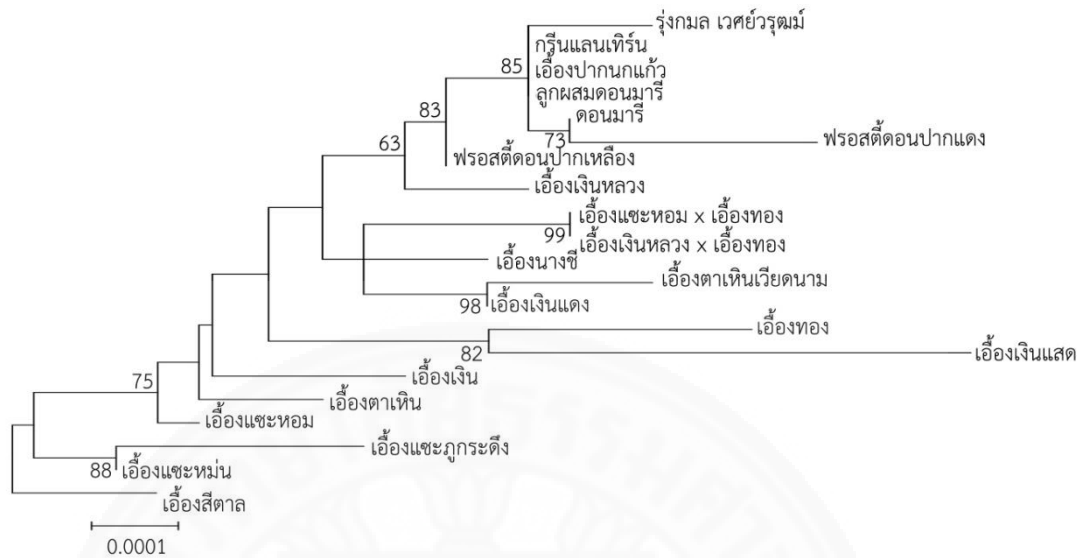 รุ่งกมล เวศย์วรุฒม์
กรีนแลนเทิร์น
85
เอื้องปากนกแก้ว
ลูกผสมดอนมารี
83
ดอนมารี
63
73
ฟรอสตี้ดอนปากแดง
ฟรอสตี้ดอนปากเหลือง
เอื้องเงินหลวง
เอื้องแซะหอม x เอื้องทอง
99
เอื้องเงินหลวง x เอื้องทอง
เอื้องนางชี
เอื้องตาเหินเวียดนาม
98
เอื้องเงินแดง
เอื้องทอง
82
เอื้องเงินแสด
เอื้องเงิน
75
เอื้องตาเหิน
เอื้องแซะหอม
เอื้องแซะภูกระดึง
88
เอื้องแซะหม่น
เอื้องสีตาล
0.0001